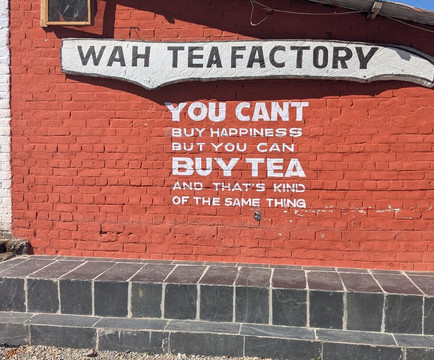 WAH TEA FACTORY
YOU CANT
BUY HAPPINESS
BUT YOU CAN
BUY TEA
AND THAT'S KIND
OF THE SAME THING